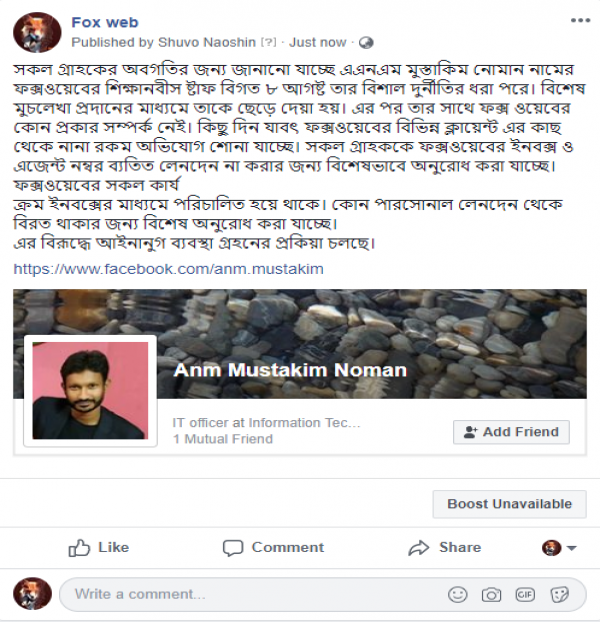 Fox web
Published by Shuvo Naoshin [?] · Just now ·
সকল গ্রাহকের অবগতির জন্য জানানো যাচ্ছে এএনএম মুস্তাকিম নোমান নামের
ফক্সওয়েবের শিক্ষানবীস ষ্টাফ বিগত ৮ আগষ্ট তার বিশাল দুর্নীতির ধরা পরে। বিশেষ
মুচলেখা প্রদানের মাধ্যমে তাকে ছেড়ে দেয়া হয়। এর পর তার সাথে ফক্স ওয়েবের
কোন প্রকার সম্পর্ক নেই। কিছু দিন যাবৎ ফক্সওয়েবের বিভিন্ন ক্লায়েন্ট এর কাছ
থেকে নানা রকম অভিযোগ শোনা যাচ্ছে। সকল গ্রাহককে ফক্সওয়েবের ইনবক্স ও
এজেন্ট নম্বর ব্যতিত লেনদেন না করার জন্য বিশেষভাবে অনুরোধ করা যাচ্ছে।
ফক্সওয়েবের সকল কার্য
ক্রম ইনবক্সের মাধ্যমে পরিচালিত হয়ে থাকে। কোন পারসোনাল লেনদেন থেকে
বিরত থাকার জন্য বিশেষ অনুরোধ করা যাচ্ছে।
এর বিরূদ্ধে আইনানুগ ব্যবস্থা গ্রহনের প্রকিয়া চলছে।
https://www.facebook.com/anm.mustakim
Anm Mustakim Noman
IT officer at Information Tec...
1 Mutual Friend
Add Friend
Boost Unavailable
Like Comment Share
Write a comment...
GIF